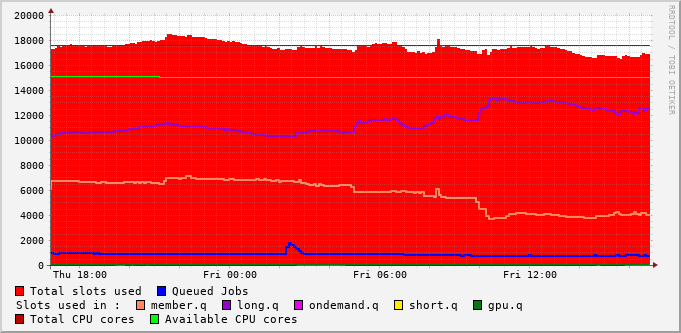 20000
18000
16000
14000
12000
10000
8000
6000
4000
2000
0
Thu 18:00 Fri 00:00 Fri 06:00 Fri 12:00
RRDTOOL / TOBI OETIKER
Total slots used Queued Jobs
Slots used in : member.q long.q ondemand.q short.q gpu.q
Total CPU cores Available CPU cores